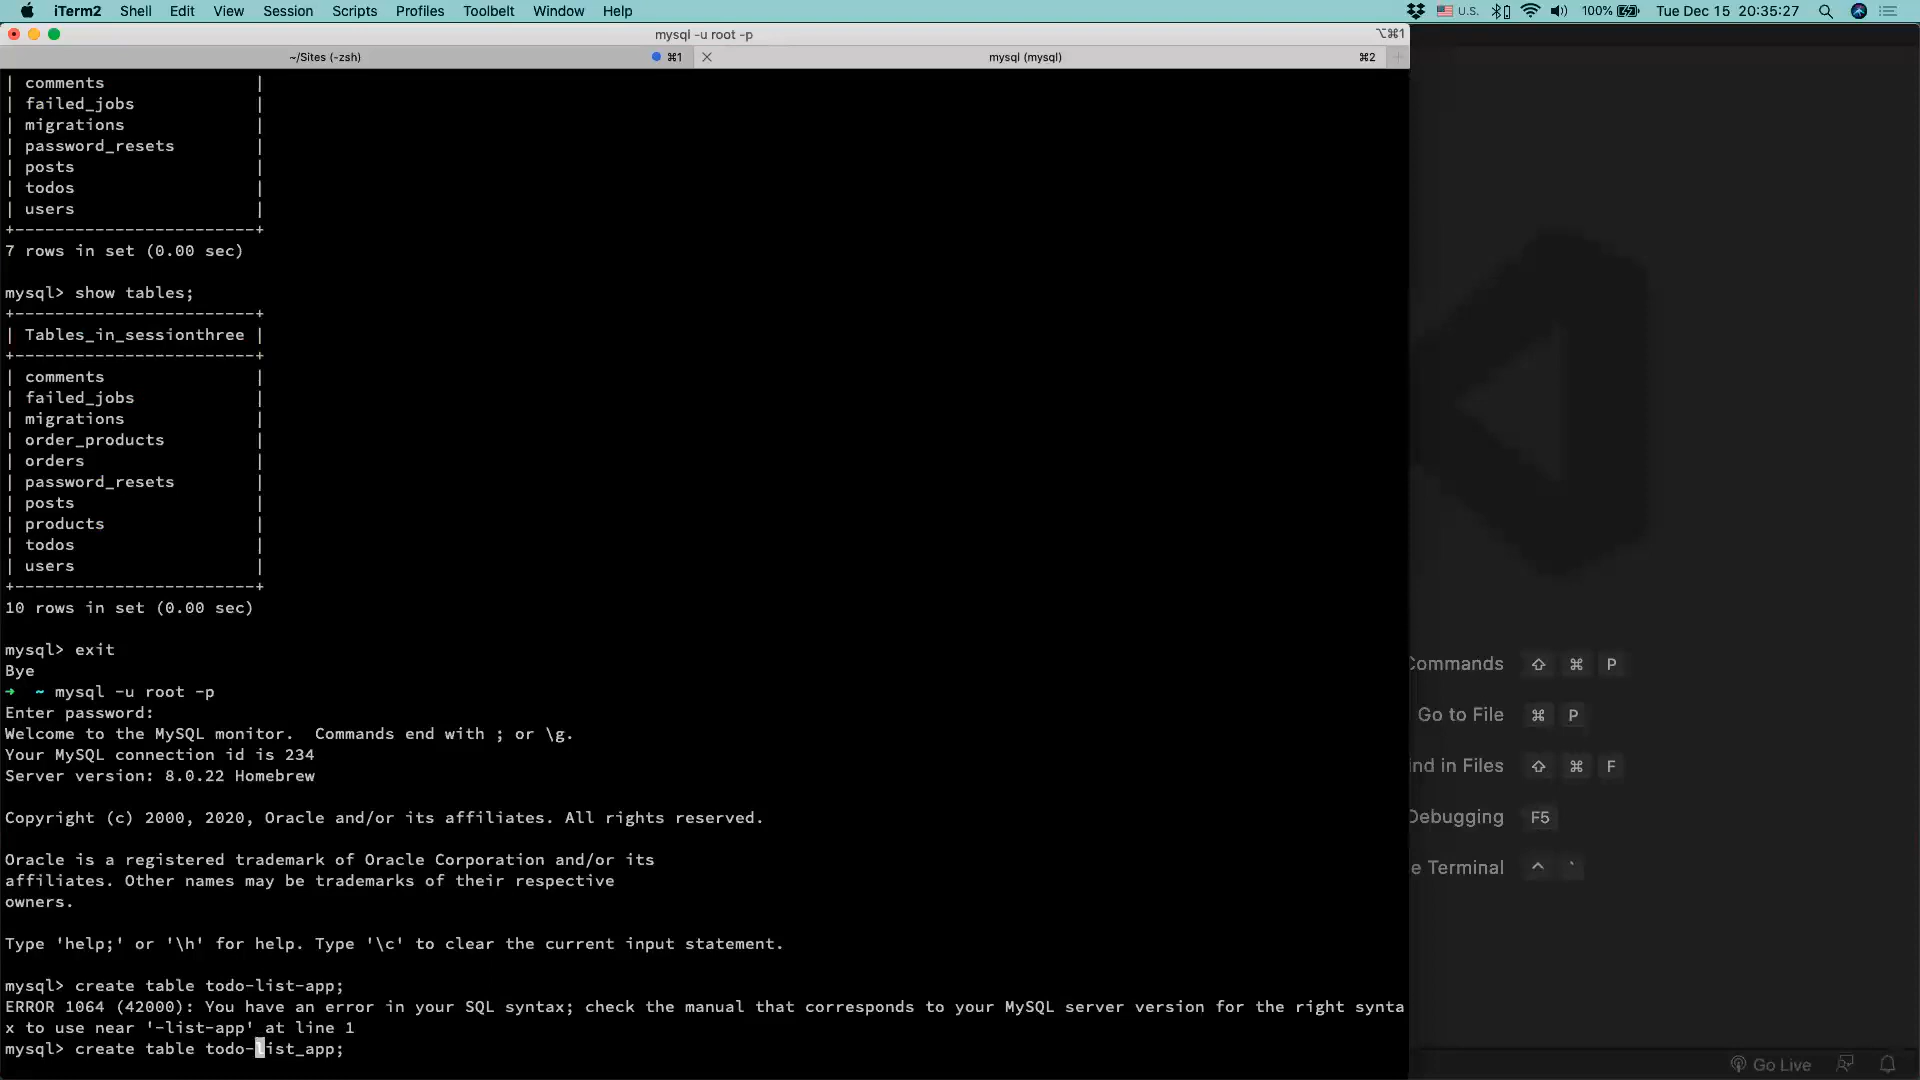 iTerm2 Shell Edit View Session Scripts Profiles Toolbelt Window Help U.S. 100% Tue Dec 15 20:35:27
mysql -u root -p ⌥⌘1
~/Sites (-zsh) ⌘1 mysql (mysql) ⌘2
| comments |
| failed_jobs |
| migrations |
| password_resets |
| posts |
| todos |
| users |
+------------------------+
7 rows in set (0.00 sec)
mysql> show tables;
+------------------------+
| Tables_in_sessionthree |
+------------------------+
| comments |
| failed_jobs |
| migrations |
| order_products |
| orders |
| password_resets |
| posts |
| products |
| todos |
| users |
+------------------------+
10 rows in set (0.00 sec)
mysql> exit
Bye
➜ ~ mysql -u root -p
Enter password:
Welcome to the MySQL monitor. Commands end with ; or \g.
Your MySQL connection id is 234
Server version: 8.0.22 Homebrew
Copyright (c) 2000, 2020, Oracle and/or its affiliates. All rights reserved.
Oracle is a registered trademark of Oracle Corporation and/or its
affiliates. Other names may be trademarks of their respective
owners.
Type 'help;' or '\h' for help. Type '\c' to clear the current input statement.
mysql> create table todo-list-app;
ERROR 1064 (42000): You have an error in your SQL syntax; check the manual that corresponds to your MySQL server version for the right synta
x to use near '-list-app' at line 1
mysql> create table todo-list_app;
Commands ⇧ ⌘ P
Go to File ⌘ P
ind in Files ⇧ ⌘ F
Debugging F5
e Terminal ^ `
Go Live